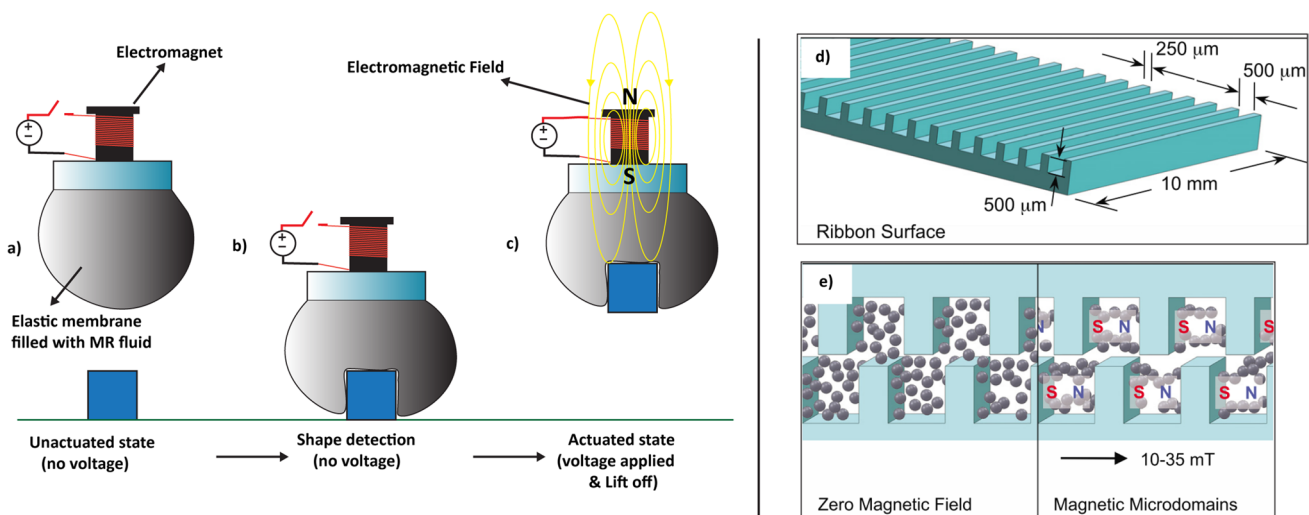 Electromagnet
+
−
a)
Elastic membrane
filled with MR fluid
Unactuated state
(no voltage)
b)
+
−
Shape detection
(no voltage)
Electromagnetic Field
N
S
+
−
c)
Actuated state
(voltage applied
& Lift off)
d)
250 μm
500 μm
10 mm
500 μm
Ribbon Surface
e)
N
S N
S N
S
S N
S N
S N
10-35 mT
Zero Magnetic Field
Magnetic Microdomains